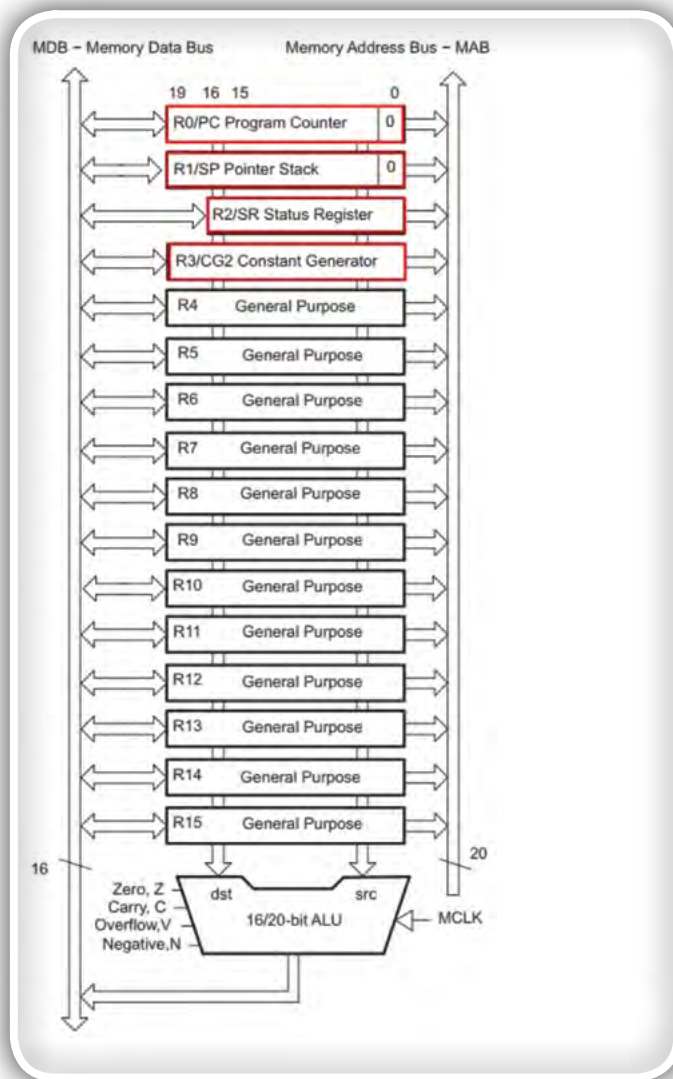 MDB – Memory Data Bus Memory Address Bus – MAB
19 16 15 0
R0/PC Program Counter 0
R1/SP Pointer Stack 0
R2/SR Status Register
R3/CG2 Constant Generator
R4 General Purpose
R5 General Purpose
R6 General Purpose
R7 General Purpose
R8 General Purpose
R9 General Purpose
R10 General Purpose
R11 General Purpose
R12 General Purpose
R13 General Purpose
R14 General Purpose
R15 General Purpose
16 20
Zero, Z dst src
Carry, C
16/20-bit ALU MCLK
Overflow,V
Negative,N